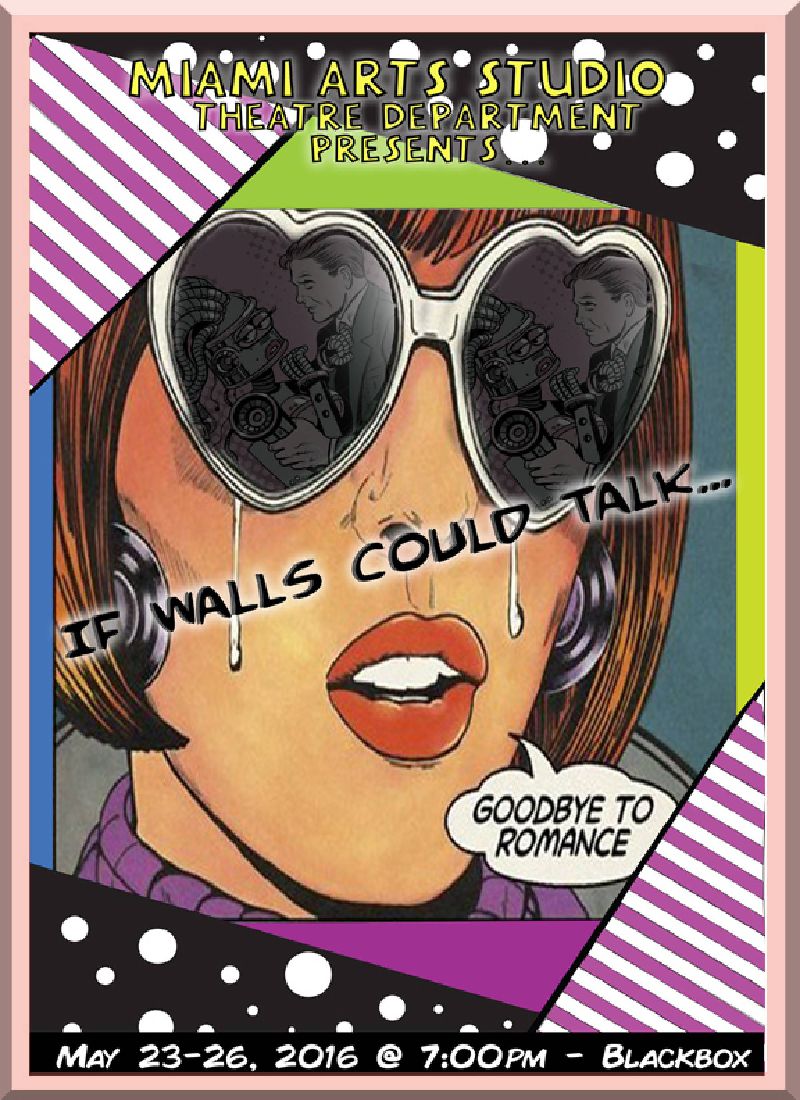 MIAMI ARTS STUDIO
THEATRE DEPARTMENT
PRESENTS...
IF WALLS COULD TALK...
GOODBYE TO
ROMANCE
MAY 23-26, 2016 @ 7:00PM - BLACKBOX